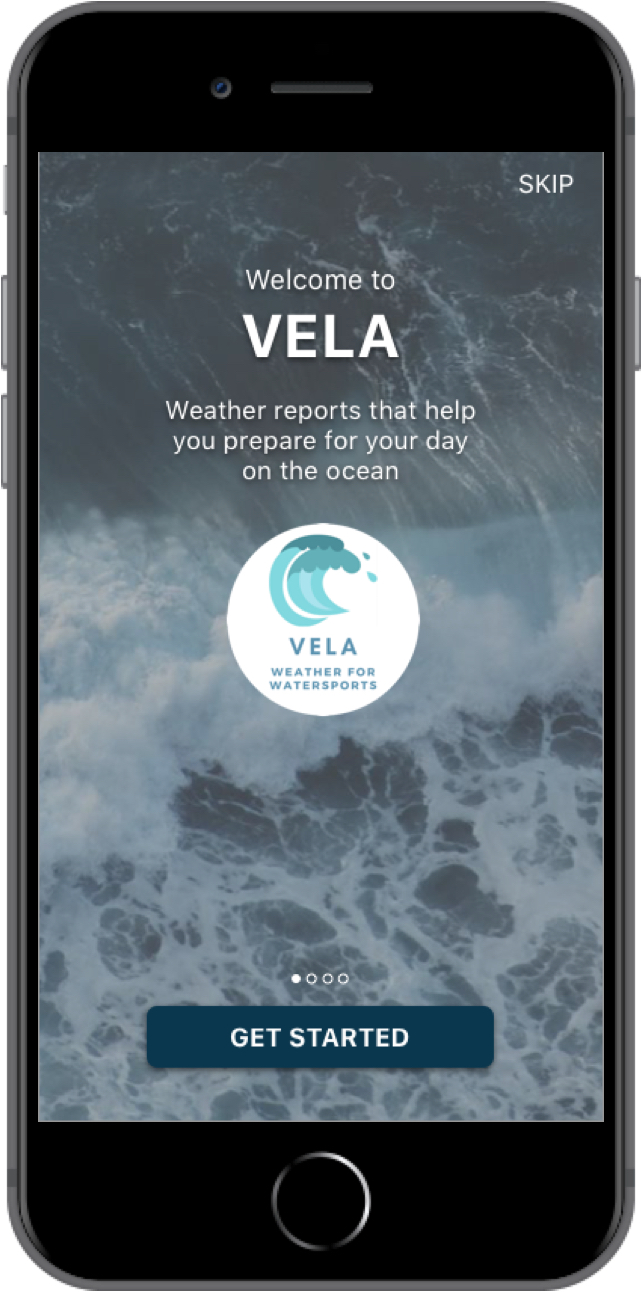 SKIP
Welcome to
VELA
Weather reports that help
you prepare for your day
on the ocean
VELA
WEATHER FOR
WATERSPORTS
GET STARTED